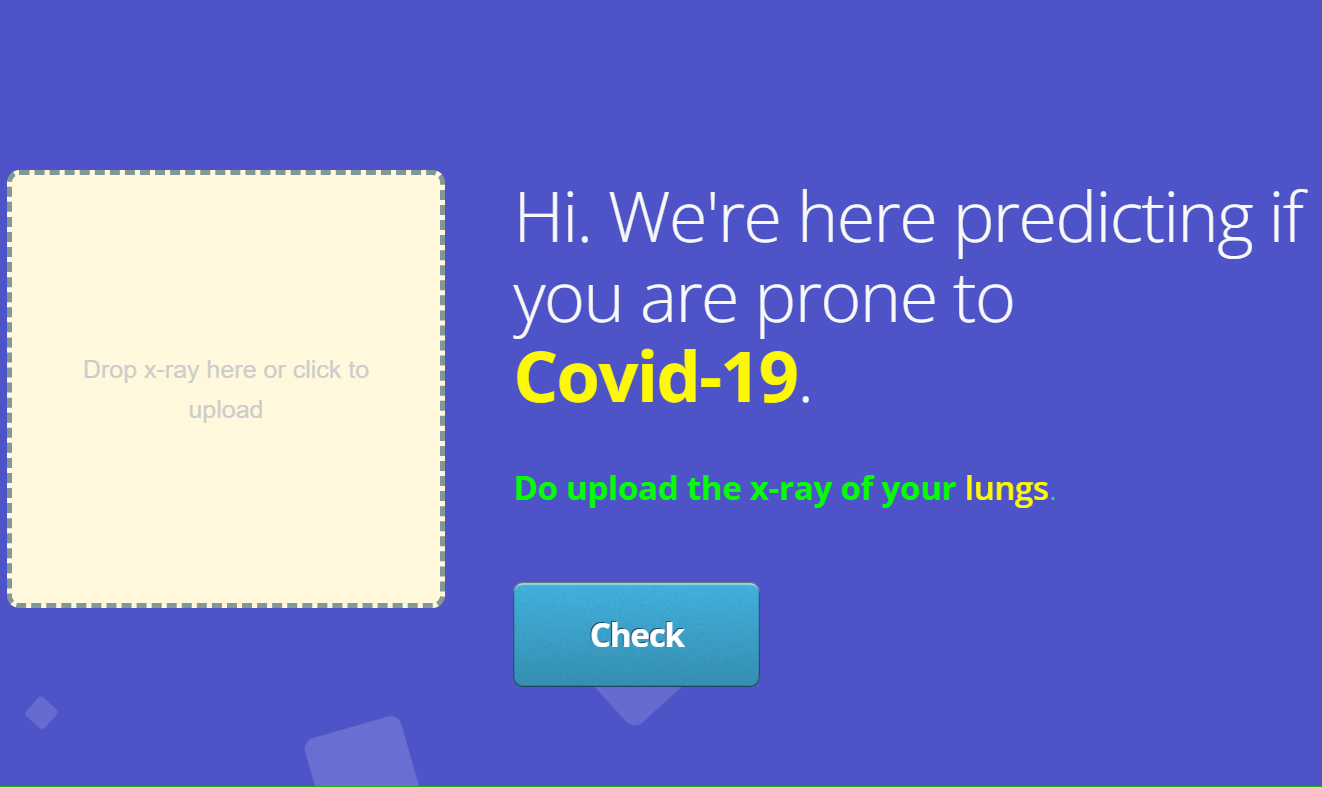 Drop x-ray here or click to
upload
Hi. We're here predicting if
you are prone to
Covid-19.
Do upload the x-ray of your lungs.
Check